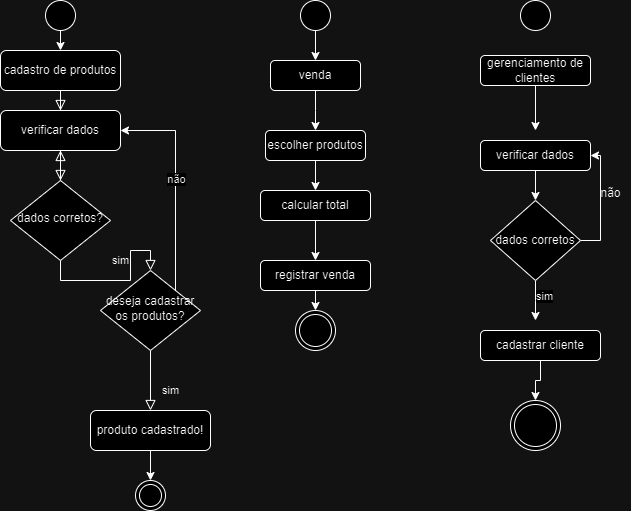 cadastro de produtos
verificar dados
dados corretos?
sim
não
deseja cadastrar
os produtos?
sim
produto cadastrado!
venda
escolher produtos
calcular total
registrar venda
gerenciamento de
clientes
verificar dados
não
dados corretos
sim
cadastrar cliente